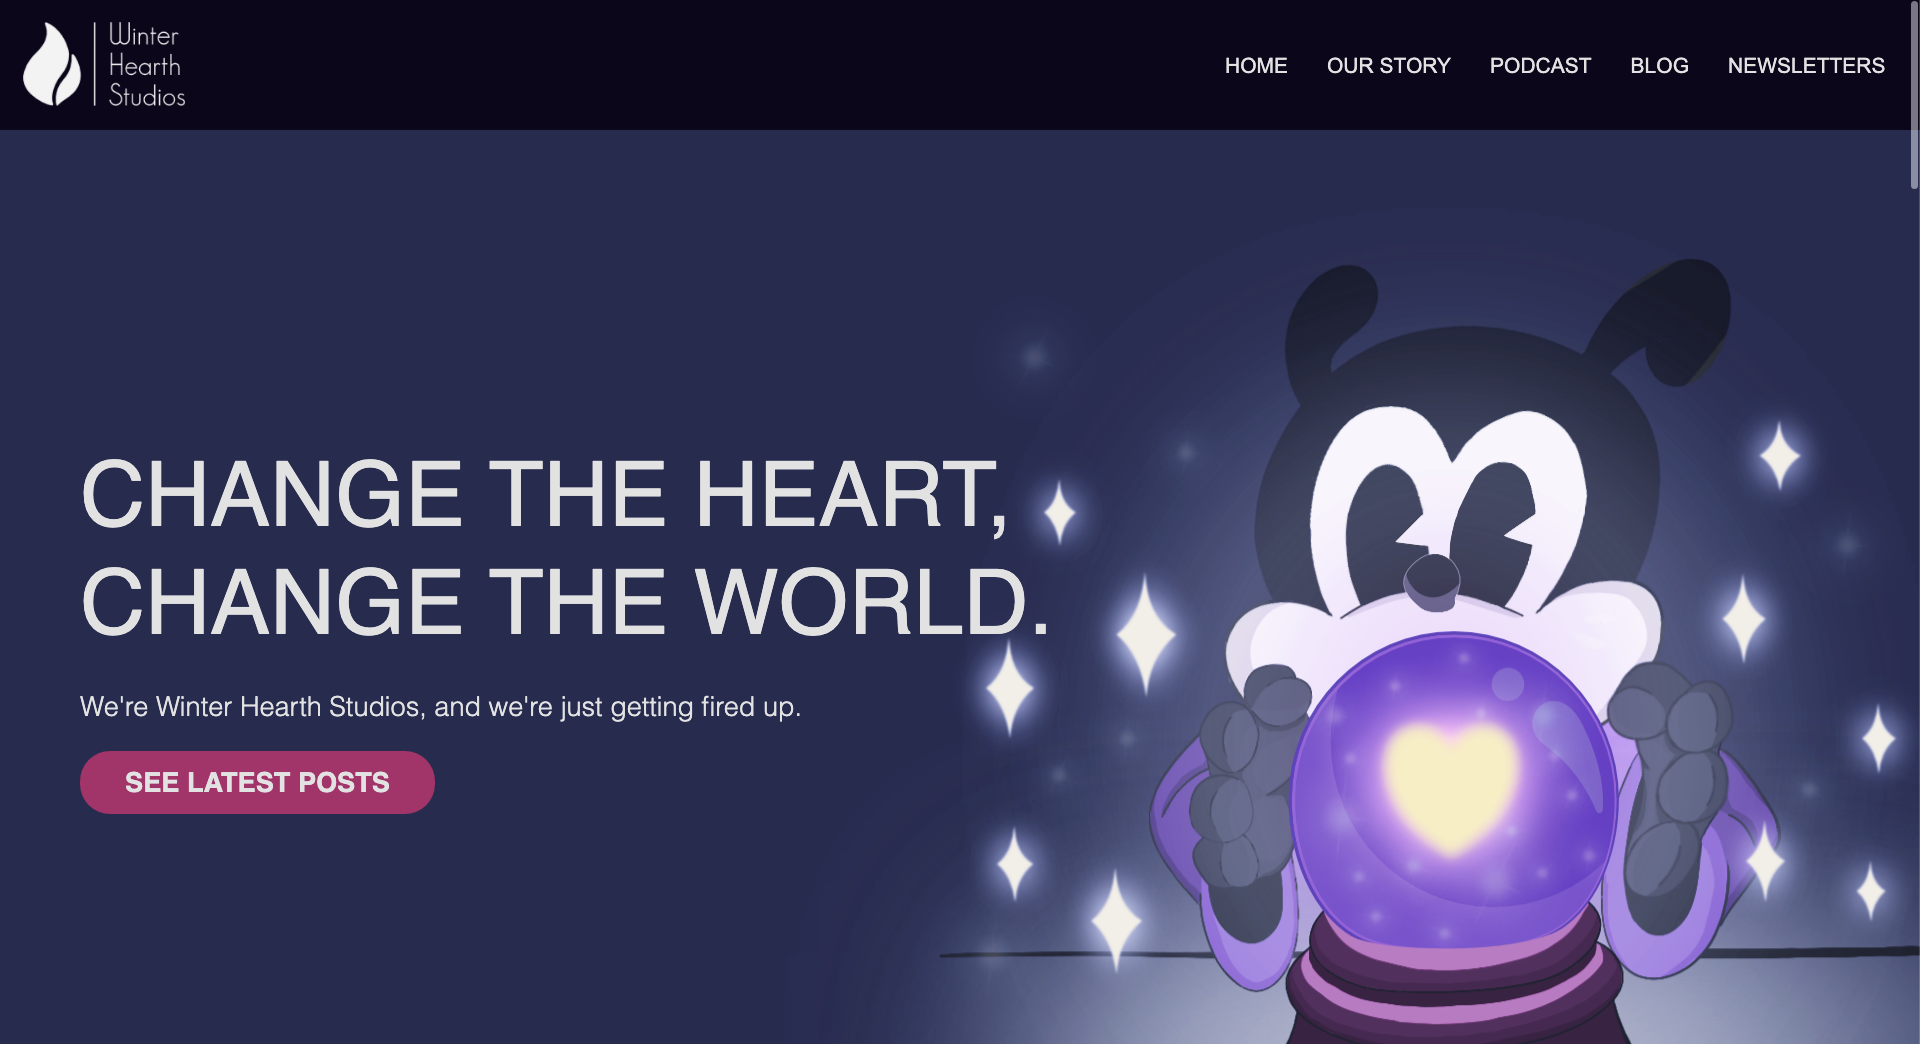 Winter
Hearth
Studios
HOME OUR STORY PODCAST BLOG NEWSLETTERS
CHANGE THE HEART,
CHANGE THE WORLD.
We're Winter Hearth Studios, and we're just getting fired up.
SEE LATEST POSTS